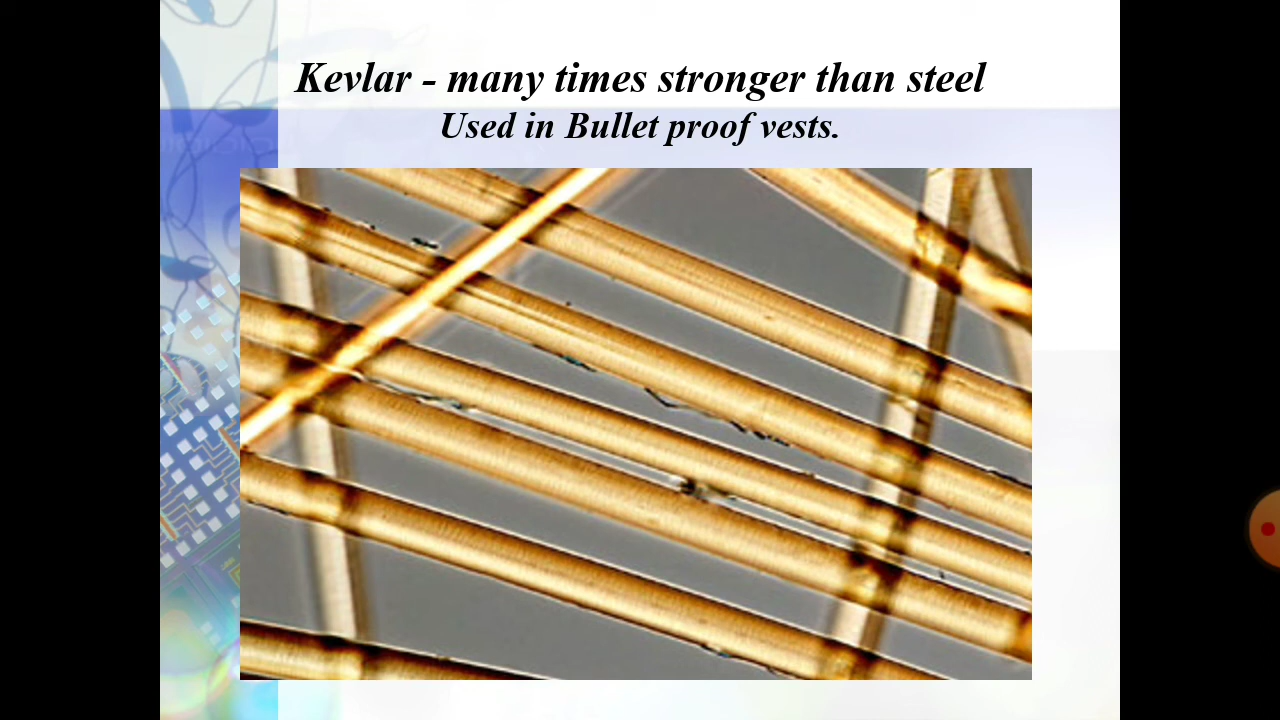 Kevlar - many times stronger than steel
Used in Bullet proof vests.